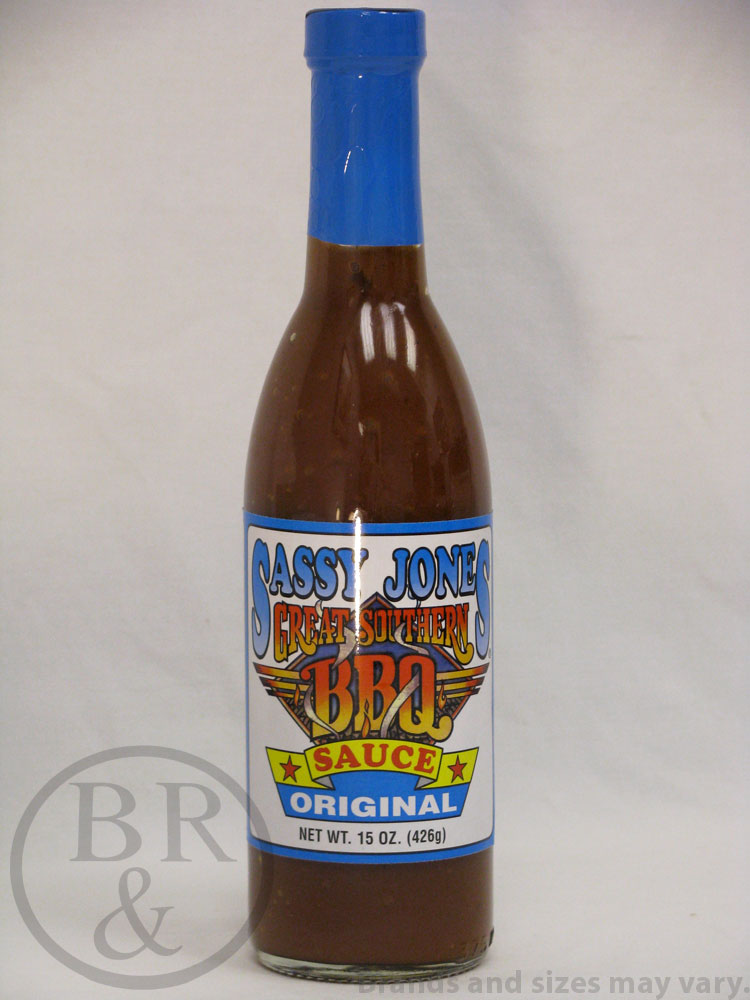 SASSY JONES
GREAT SOUTHERN
BBQ
SAUCE
ORIGINAL
NET WT. 15 OZ. (426g)
BR
&
Brands and sizes may vary.